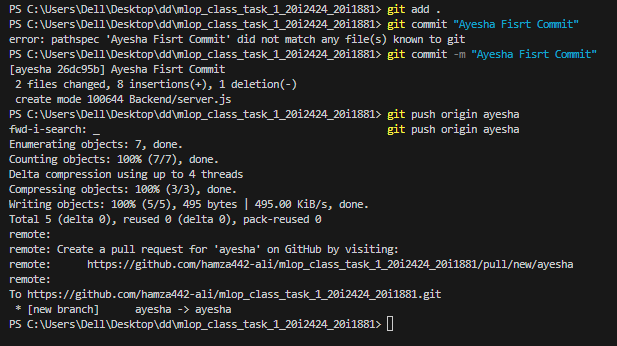 PS C:\Users\Dell\Desktop\dd\mlop_class_task_1_20i2424_20i1881> git add .
PS C:\Users\Dell\Desktop\dd\mlop_class_task_1_20i2424_20i1881> git commit "Ayesha Fisrt Commit"
error: pathspec 'Ayesha Fisrt Commit' did not match any file(s) known to git
PS C:\Users\Dell\Desktop\dd\mlop_class_task_1_20i2424_20i1881> git commit -m "Ayesha Fisrt Commit"
[ayesha 26dc95b] Ayesha Fisrt Commit
 2 files changed, 8 insertions(+), 1 deletion(-)
 create mode 100644 Backend/server.js
PS C:\Users\Dell\Desktop\dd\mlop_class_task_1_20i2424_20i1881> git push origin ayesha
fwd-i-search: _ git push origin ayesha
Enumerating objects: 7, done.
Counting objects: 100% (7/7), done.
Delta compression using up to 4 threads
Compressing objects: 100% (3/3), done.
Writing objects: 100% (5/5), 495 bytes | 495.00 KiB/s, done.
Total 5 (delta 0), reused 0 (delta 0), pack-reused 0
remote:
remote: Create a pull request for 'ayesha' on GitHub by visiting:
remote:      https://github.com/hamza442-ali/mlop_class_task_1_20i2424_20i1881/pull/new/ayesha
remote:
To https://github.com/hamza442-ali/mlop_class_task_1_20i2424_20i1881.git
 * [new branch]      ayesha -> ayesha
PS C:\Users\Dell\Desktop\dd\mlop_class_task_1_20i2424_20i1881>